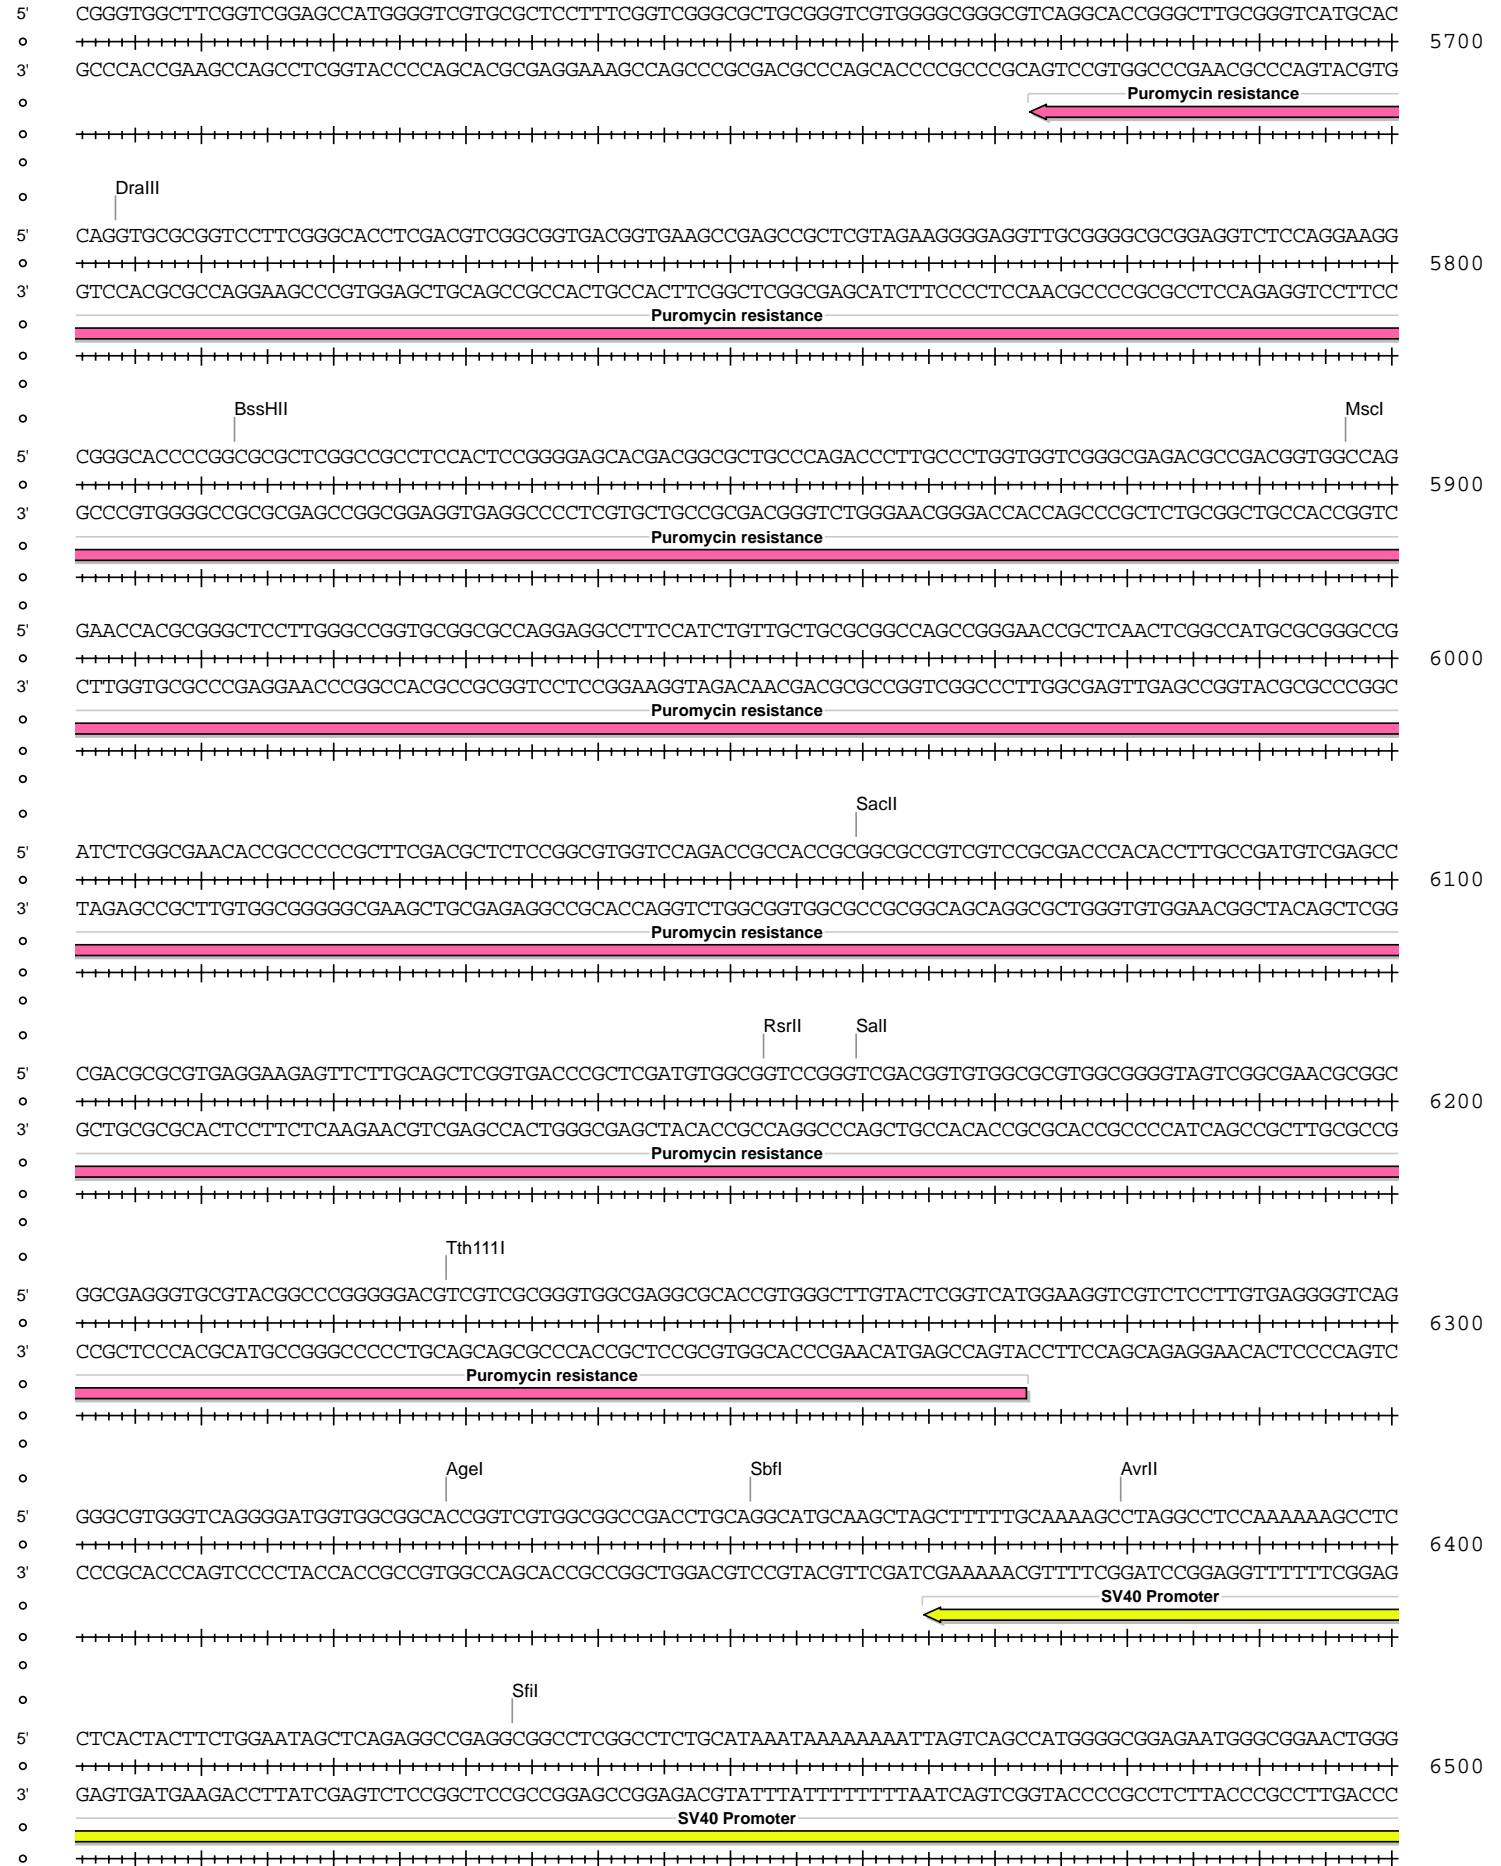 5' CGGGTGGCTTCGGTCGGAGCCATGGGGTCGTGCGCTCCTTTCGGTCGGGCGCTGCGGGTCGTGGGGCGGGCGTCAGGCACCGGGCTTGCGGGTCATGCAC
5700
3' GCCCACCGAAGCCAGCCTCGGTACCCCAGCACGCGAGGAAAGCCAGCCCGCGACGCCCAGCACCCCGCCCGCAGTCCGTGGCCCGAACGCCCAGTACGTG
Puromycin resistance
DraIII
5' CAGGTGCGCGGTCCTTCGGGCACCTCGACGTCGGCGGTGACGGTGAAGCCGAGCCGCTCGTAGAAGGGGAGGTTGCGGGGCGCGGAGGTCTCCAGGAAGG
5800
3' GTCCACGCGCCAGGAAGCCCGTGGAGCTGCAGCCGCCACTGCCACTTCGGCTCGGCGAGCATCTTCCCCTCCAACGCCCCGCGCCTCCAGAGGTCCTTCC
Puromycin resistance
BssHII MscI
5' CGGGCACCCCGGCGCGCTCGGCCGCCTCCACTCCGGGGAGCACGACGGCGCTGCCCAGACCCTTGCCCTGGTGGTCGGGCGAGACGCCGACGGTGGCCAG
5900
3' GCCCGTGGGGCCGCGCGAGCCGGCGGAGGTGAGGCCCCTCGTGCTGCCGCGACGGGTCTGGGAACGGGACCACCAGCCCGCTCTGCGGCTGCCACCGGTC
Puromycin resistance
5' GAACCACGCGGGCTCCTTGGGCCGGTGCGGCGCCAGGAGGCCTTCCATCTGTTGCTGCGCGGCCAGCCGGGAACCGCTCAACTCGGCCATGCGCGGGCCG
6000
3' CTTGGTGCGCCCGAGGAACCCGGCCACGCCGCGGTCCTCCGGAAGGTAGACAACGACGCGCCGGTCGGCCCTTGGCGAGTTGAGCCGGTACGCGCCCGGC
Puromycin resistance
SacII
5' ATCTCGGCGAACACCGCCCCCGCTTCGACGCTCTCCGGCGTGGTCCAGACCGCCACCGCGGCGCCGTCGTCCGCGACCCACACCTTGCCGATGTCGAGCC
6100
3' TAGAGCCGCTTGTGGCGGGGGCGAAGCTGCGAGAGGCCGCACCAGGTCTGGCGGTGGCGCCGCGGCAGCAGGCGCTGGGTGTGGAACGGCTACAGCTCGG
Puromycin resistance
RsrII SalI
5' CGACGCGCGTGAGGAAGAGTTCTTGCAGCTCGGTGACCCGCTCGATGTGGCGGTCCGGGTCGACGGTGTGGCGCGTGGCGGGGTAGTCGGCGAACGCGGC
6200
3' GCTGCGCGCACTCCTTCTCAAGAACGTCGAGCCACTGGGCGAGCTACACCGCCAGGCCCAGCTGCCACACCGCGCACCGCCCCATCAGCCGCTTGCGCCG
Puromycin resistance
Tth111I
5' GGCGAGGGTGCGTACGGCCCGGGGGACGTCGTCGCGGGTGGCGAGGCGCACCGTGGGCTTGTACTCGGTCATGGAAGGTCGTCTCCTTGTGAGGGGTCAG
6300
3' CCGCTCCCACGCATGCCGGGCCCCCTGCAGCAGCGCCCACCGCTCCGCGTGGCACCCGAACATGAGCCAGTACCTTCCAGCAGAGGAACACTCCCCAGTC
Puromycin resistance
AgeI SbfI AvrII
5' GGGCGTGGGTCAGGGGATGGTGGCGGCACCGGTCGTGGCGGCCGACCTGCAGGCATGCAAGCTAGCTTTTTGCAAAAGCCTAGGCCTCCAAAAAAGCCTC
6400
3' CCCGCACCCAGTCCCCTACCACCGCCGTGGCCAGCACCGCCGGCTGGACGTCCGTACGTTCGATCGAAAAACGTTTTCGGATCCGGAGGTTTTTTCGGAG
SV40 Promoter
SfiI
5' CTCACTACTTCTGGAATAGCTCAGAGGCCGAGGCGGCCTCGGCCTCTGCATAAATAAAAAAAATTAGTCAGCCATGGGGCGGAGAATGGGCGGAACTGGG
6500
3' GAGTGATGAAGACCTTATCGAGTCTCCGGCTCCGCCGGAGCCGGAGACGTATTTATTTTTTTTAATCAGTCGGTACCCCGCCTCTTACCCGCCTTGACCC
SV40 Promoter